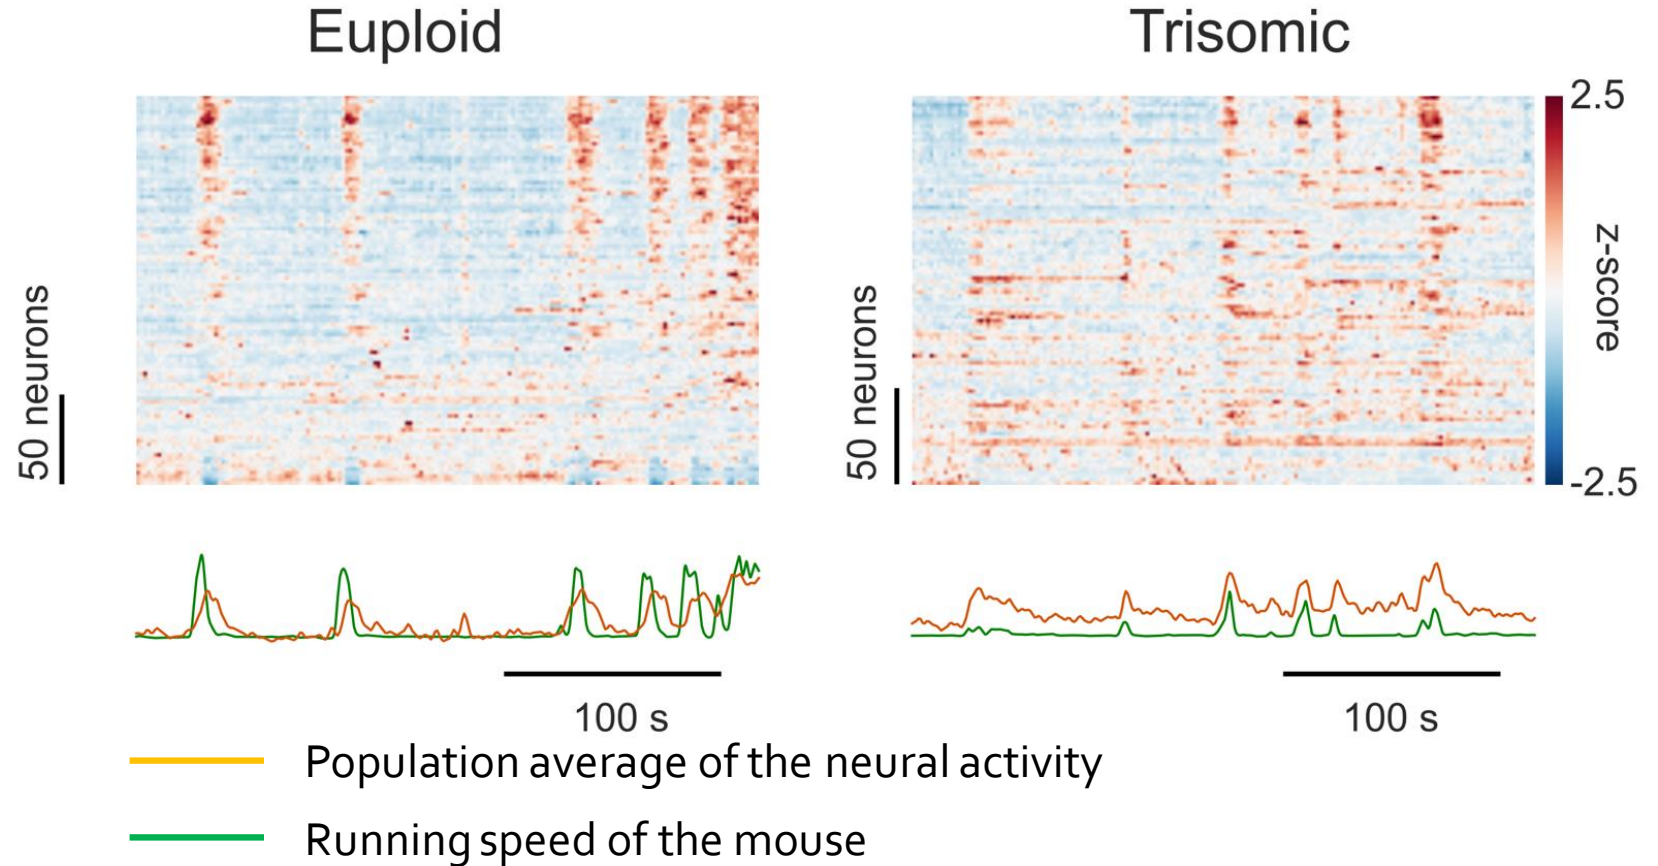 Euploid
Trisomic
50 neurons
50 neurons
2.5
z-score
-2.5
100 s
100 s
Population average of the neural activity
Running speed of the mouse